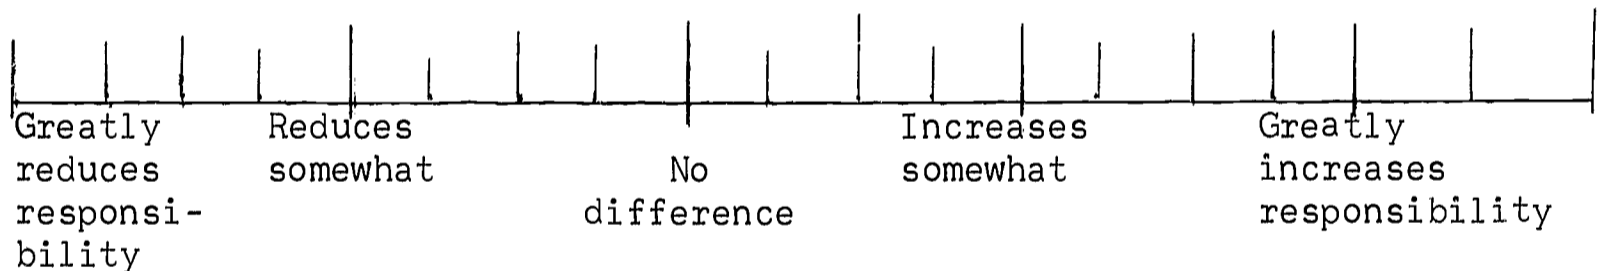 Greatly
reduces
responsi-
bility
Reduces
somewhat
No
difference
Increases
somewhat
Greatly
increases
responsibility